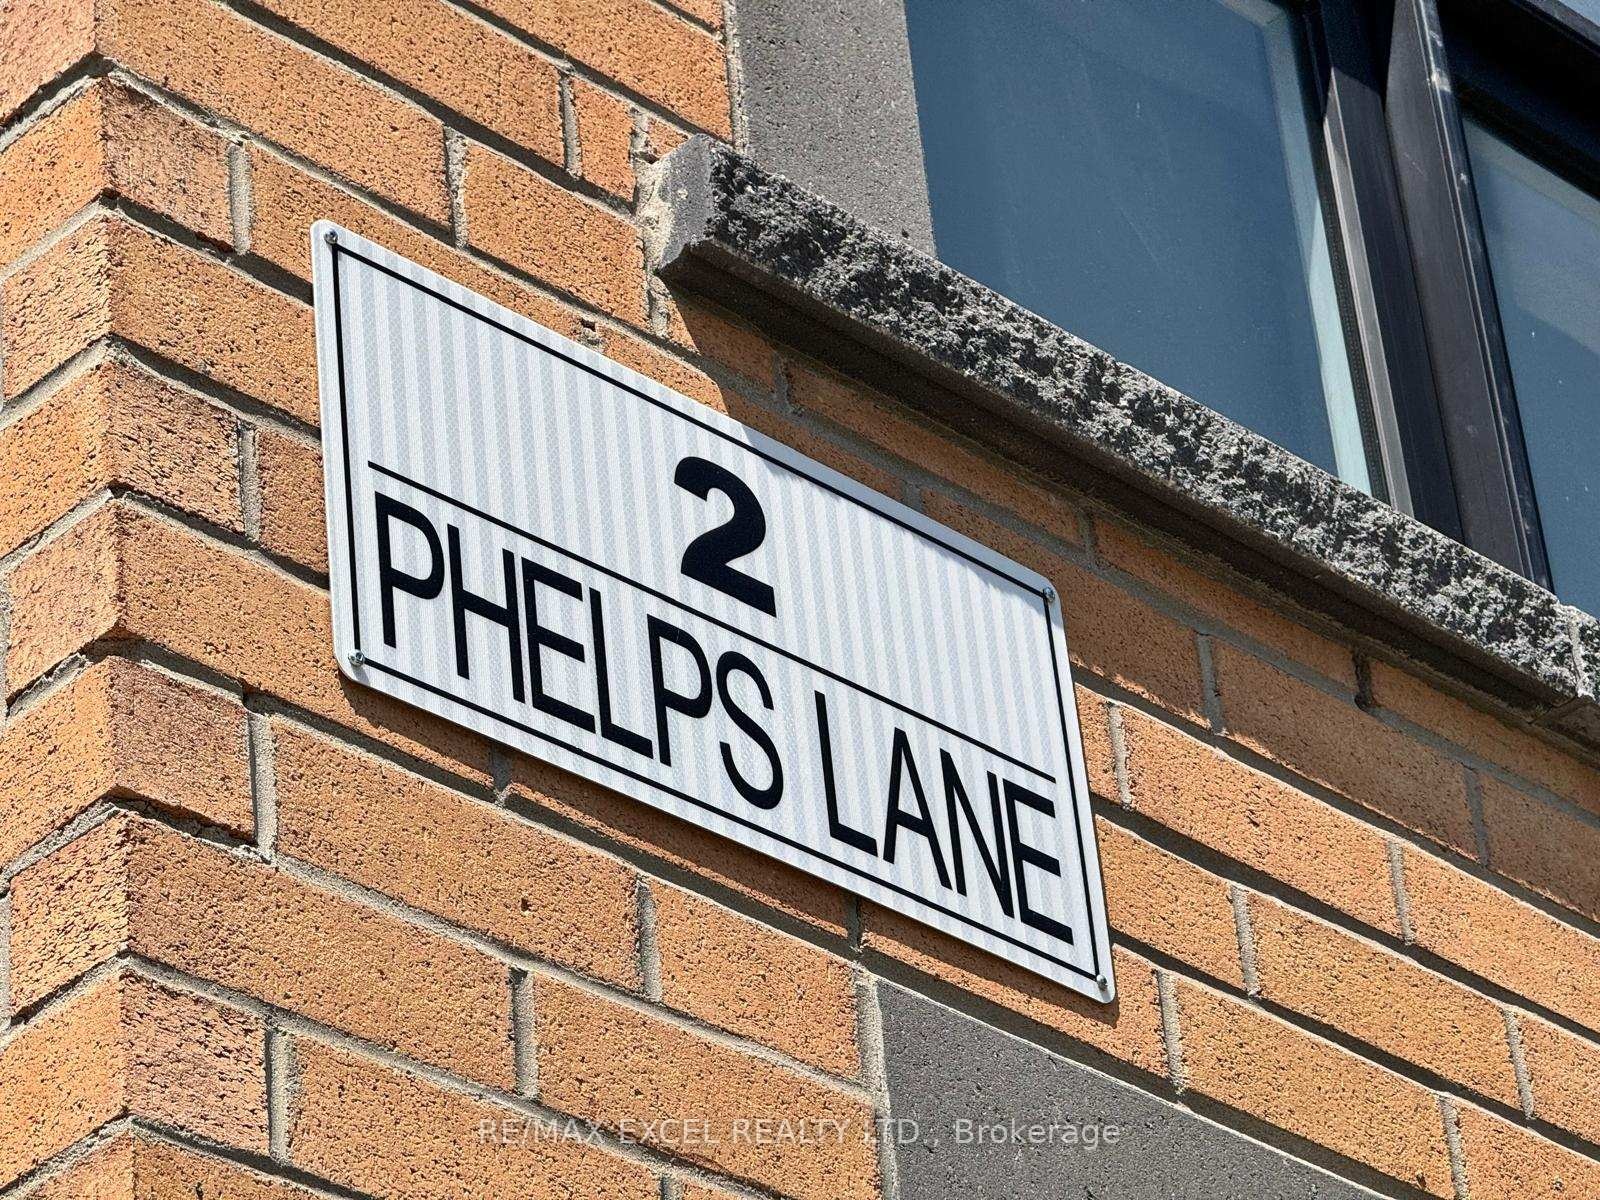 2
PHELPS LANE
RE/MAX EXCEL REALTY LTD., Brokerage